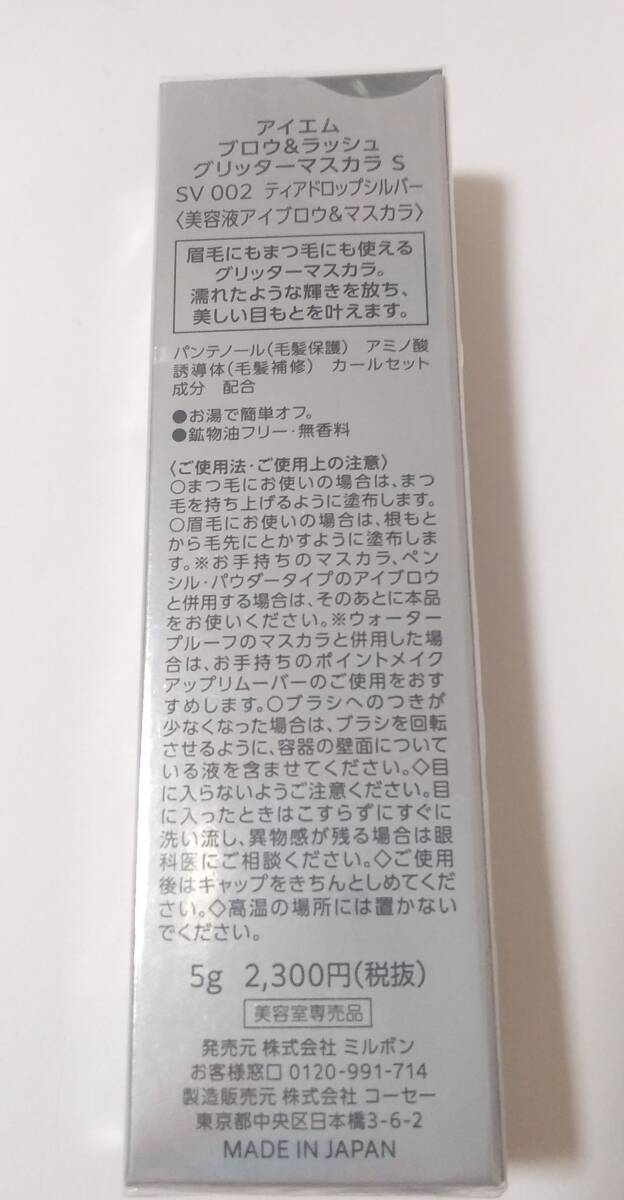 アイエム
ブロウ&ラッシュ
グリッターマスカラ S
SV 002 ティアドロップシルバー
〈美容液アイブロウ&マスカラ〉
眉毛にもまつ毛にも使える
グリッターマスカラ。
濡れたような輝きを放ち、
美しい目もとを叶えます。
パンテノール(毛髪保護) アミノ酸
誘導体(毛髪補修) カールセット
成分 配合
●お湯で簡単オフ。
●鉱物油フリー・無香料
〈ご使用法・ご使用上の注意〉
○まつ毛にお使いの場合は、まつ
毛を持ち上げるように塗布します。
○眉毛にお使いの場合は、根もと
から毛先にとかすように塗布しま
す。※お手持ちのマスカラ、ペン
シル・パウダータイプのアイブロウ
と併用する場合は、そのあとに本品
をお使いください。※ウォーター
プルーフのマスカラと併用した場
合は、お手持ちのポイントメイク
アップリムーバーのご使用をおす
すめします。○ブラシへのつきが
少なくなった場合は、ブラシを回転
させるように、容器の壁面について
いる液を含ませてください。◇目
に入らないようご注意ください。目
に入ったときはこすらずにすぐに
洗い流し、異物感が残る場合は眼
科医にご相談ください。◇ご使用
後はキャップをきちんとしめてくだ
さい。◇高温の場所には置かない
でください。
5g 2,300円(税抜)
美容室専売品
発売元 株式会社 ミルボン
お客様窓口 0120-991-714
製造販売元 株式会社 コーセー
東京都中央区日本橋3-6-2
MADE IN JAPAN